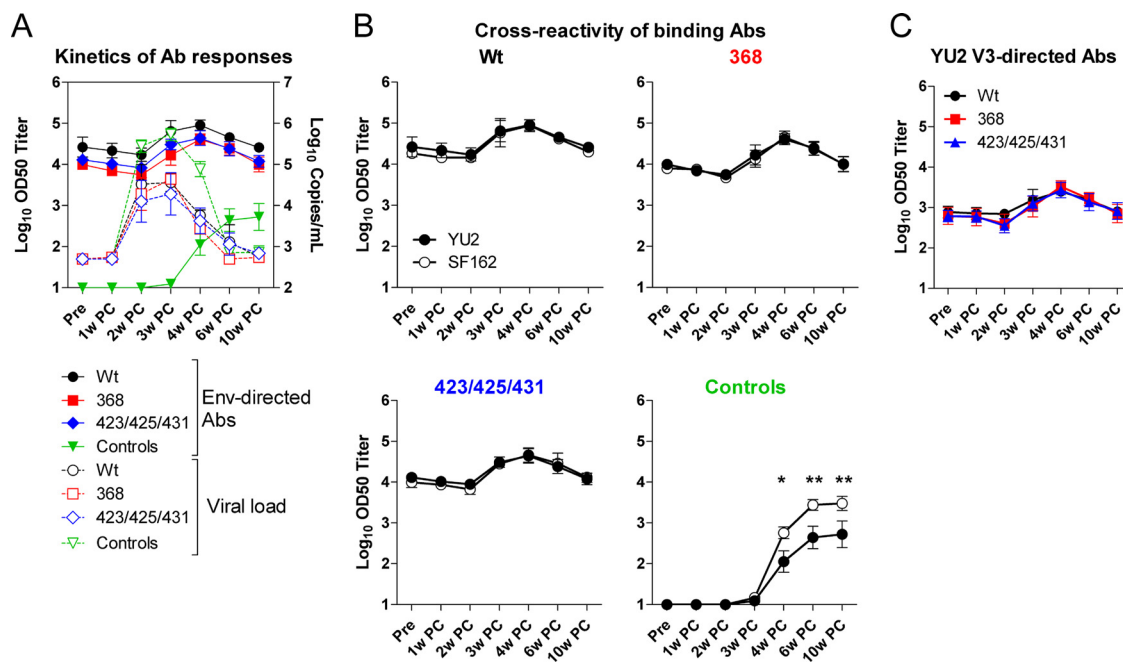 A
Kinetics of Ab responses
Log10 OD50 Titer
6
5
4
3
2
1
7
6
5
4
3
2
Log10 Copies/mL
Pre
1w PC
2w PC
3w PC
4w PC
6w PC
10w PC
Wt
368
423/425/431
Controls
Env-directed
Abs
Wt
368
423/425/431
Controls
Viral load
B
Cross-reactivity of binding Abs
Wt
Log10 OD50 Titer
6
5
4
3
2
1
YU2
SF162
Pre
1w PC
2w PC
3w PC
4w PC
6w PC
10w PC
368
6
5
4
3
2
1
Pre
1w PC
2w PC
3w PC
4w PC
6w PC
10w PC
423/425/431
Log10 OD50 Titer
6
5
4
3
2
1
Pre
1w PC
2w PC
3w PC
4w PC
6w PC
10w PC
Controls
6
5
4
3
2
1
* ** **
Pre
1w PC
2w PC
3w PC
4w PC
6w PC
10w PC
C
YU2 V3-directed Abs
Log10 OD50 Titer
6
5
4
3
2
1
Wt
368
423/425/431
Pre
1w PC
2w PC
3w PC
4w PC
6w PC
10w PC